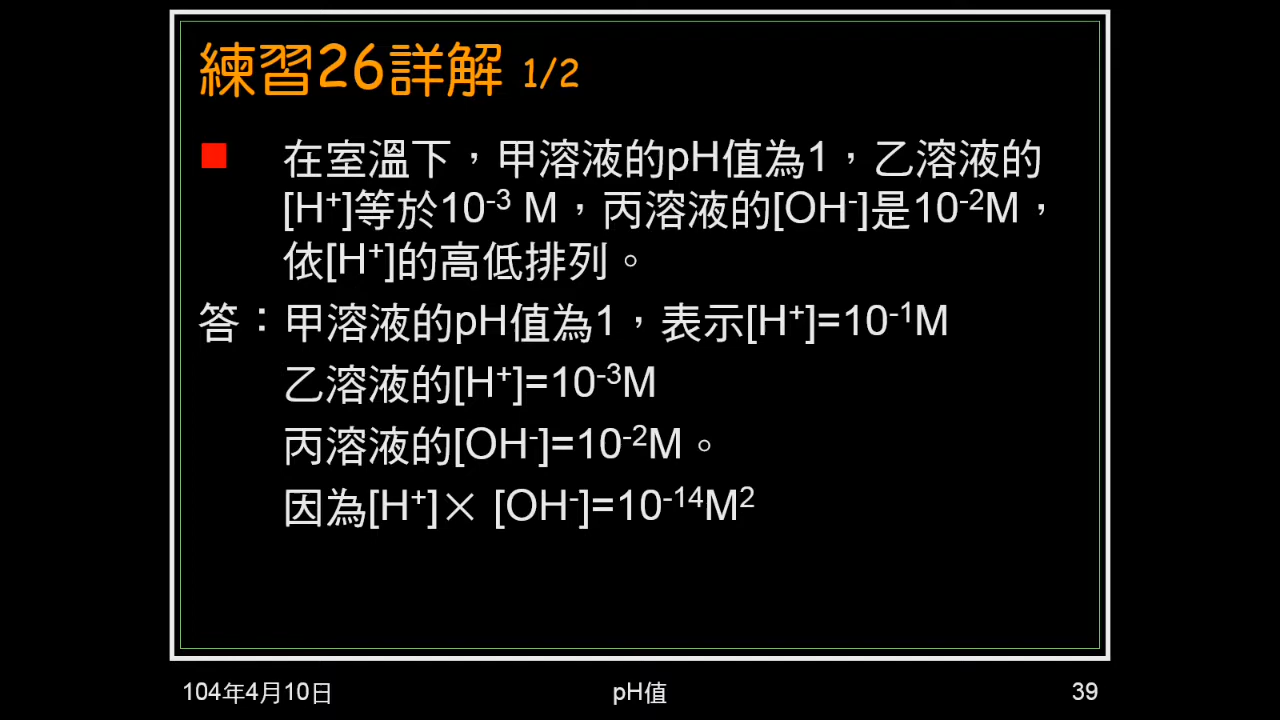 練習26詳解 1/2
在室溫下，甲溶液的pH值為1，乙溶液的
[H⁺]等於10⁻³ M，丙溶液的[OH⁻]是10⁻²M，
依[H⁺]的高低排列。
答：甲溶液的pH值為1，表示[H⁺]=10⁻¹M
乙溶液的[H⁺]=10⁻³M
丙溶液的[OH⁻]=10⁻²M。
因為[H⁺]× [OH⁻]=10⁻¹⁴M²
104年4月10日
pH值
39